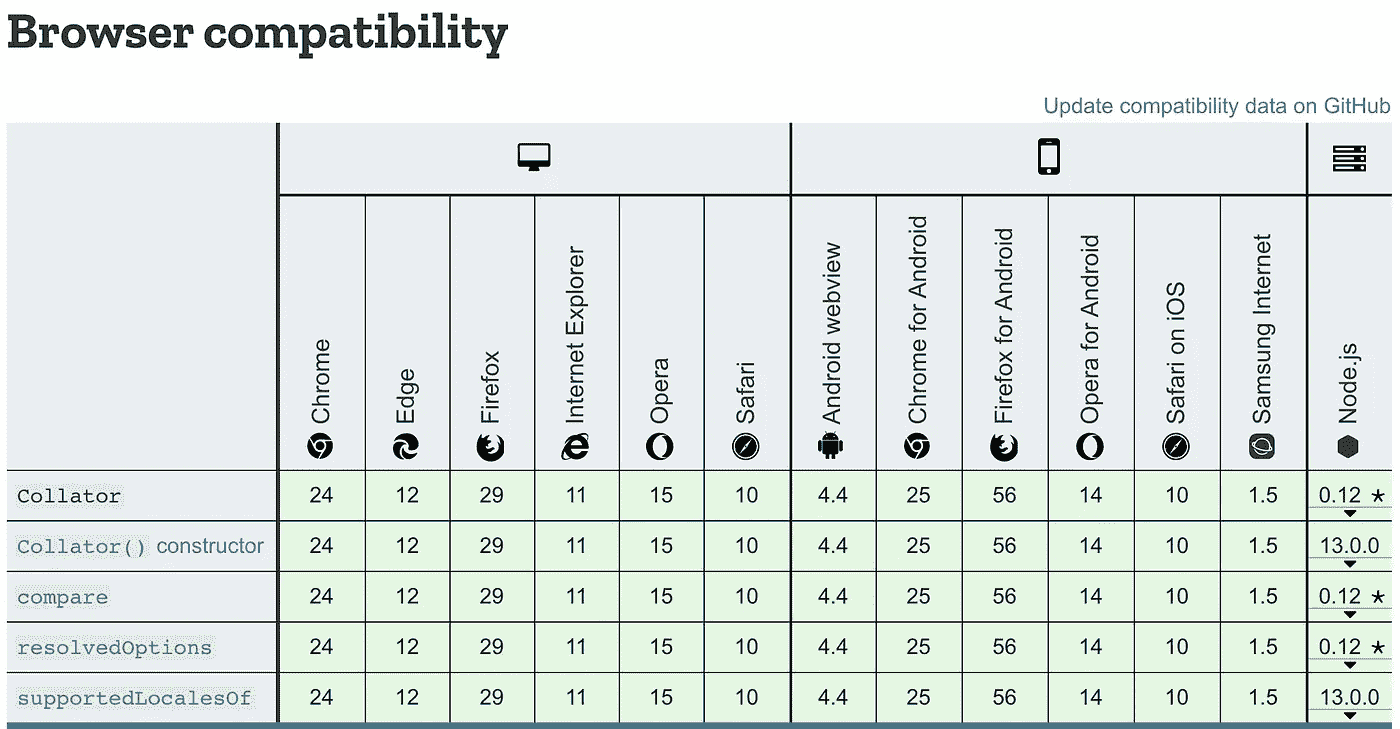 Browser compatibility
Update compatibility data on GitHub
Chrome Edge Firefox Internet Explorer Opera Safari Android webview Chrome for Android Firefox for Android Opera for Android Safari on iOS Samsung Internet Node.js
Collator 24 12 29 11 15 10 4.4 25 56 14 10 1.5 0.12 *
Collator() constructor 24 12 29 11 15 10 4.4 25 56 14 10 1.5 13.0.0
compare 24 12 29 11 15 10 4.4 25 56 14 10 1.5 0.12 *
resolvedOptions 24 12 29 11 15 10 4.4 25 56 14 10 1.5 0.12 *
supportedLocalesOf 24 12 29 11 15 10 4.4 25 56 14 10 1.5 13.0.0